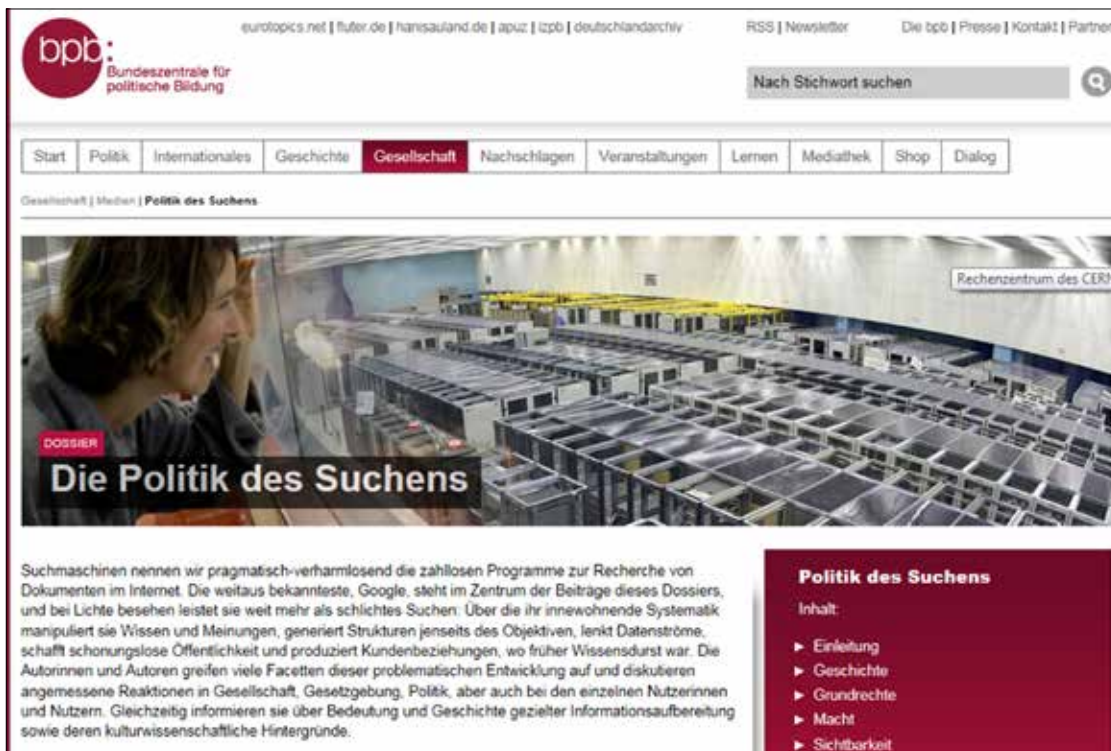 eurotopics.net | fluter.de | hanisauland.de | apuz | izpb | deutschlandarchiv
RSS | Newsletter
Die bpb | Presse | Kontakt | Partner
bpb:
Bundeszentrale für
politische Bildung
Nach Stichwort suchen
Start
Politik
Internationales
Geschichte
Gesellschaft
Nachschlagen
Veranstaltungen
Lernen
Mediathek
Shop
Dialog
Gesellschaft | Medien | Politik des Suchens
Rechenzentrum des CERN
DOSSIER
Die Politik des Suchens
Suchmaschinen nennen wir pragmatisch-verharmlosend die zahllosen Programme zur Recherche von
Dokumenten im Internet. Die weitaus bekannteste, Google, steht im Zentrum der Beiträge dieses Dossiers,
und bei Lichte besehen leistet sie weit mehr als schlichtes Suchen: Über die ihr innewohnende Systematik
manipuliert sie Wissen und Meinungen, generiert Strukturen jenseits des Objektiven, lenkt Datenströme,
schafft schonungslose Öffentlichkeit und produziert Kundenbeziehungen, wo früher Wissensdurst war. Die
Autorinnen und Autoren greifen viele Facetten dieser problematischen Entwicklung auf und diskutieren
angemessene Reaktionen in Gesellschaft, Gesetzgebung, Politik, aber auch bei den einzelnen Nutzerinnen
und Nutzern. Gleichzeitig informieren sie über Bedeutung und Geschichte gezielter Informationsaufbereitung
sowie deren kulturwissenschaftliche Hintergründe.
Politik des Suchens
Inhalt:
► Einleitung
► Geschichte
► Grundrechte
► Macht
► Sichtbarkeit